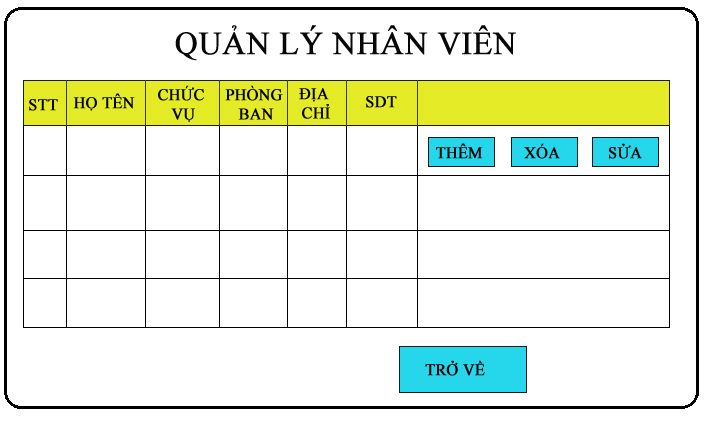 QUẢN LÝ NHÂN VIÊN
STT HỌ TÊN CHỨC VỤ PHÒNG BAN ĐỊA CHỈ SDT
THÊM XÓA SỬA
TRỞ VỀ